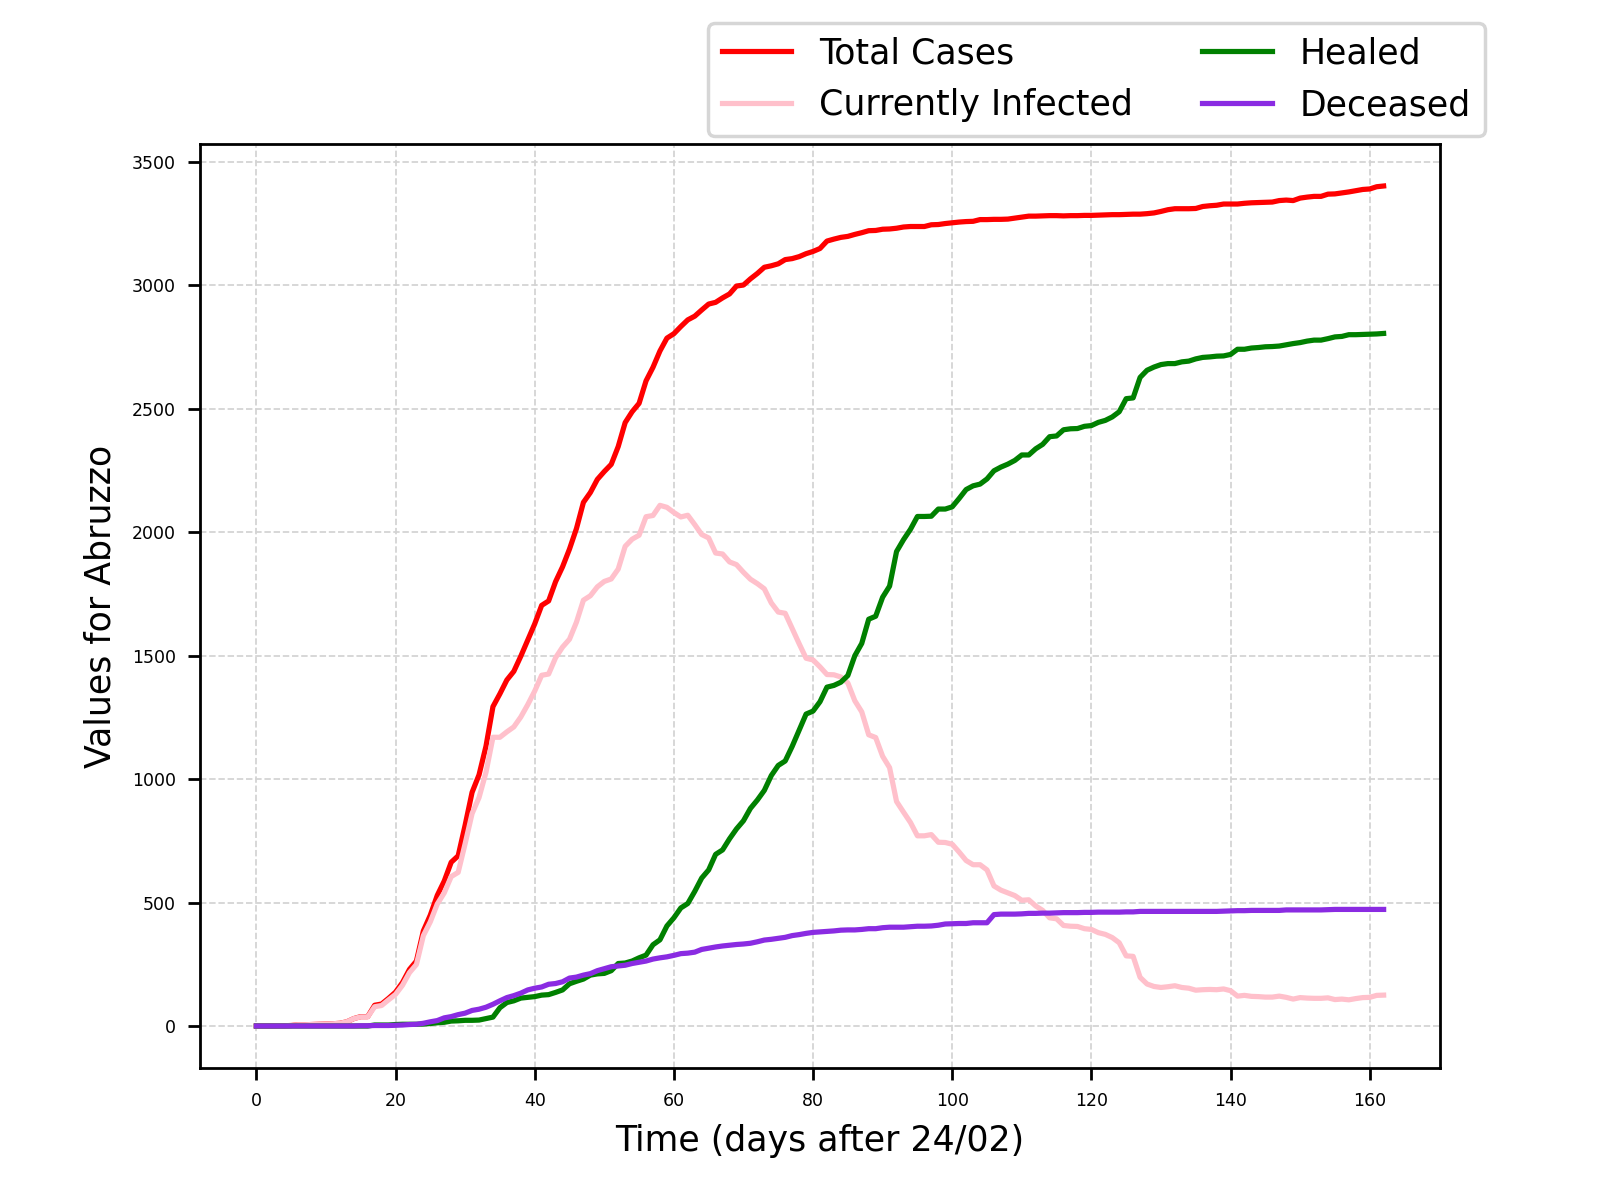 Total Cases
Currently Infected
Healed
Deceased
3500
3000
2500
2000
1500
1000
500
0
Values for Abruzzo
0 20 40 60 80 100 120 140 160
Time (days after 24/02)